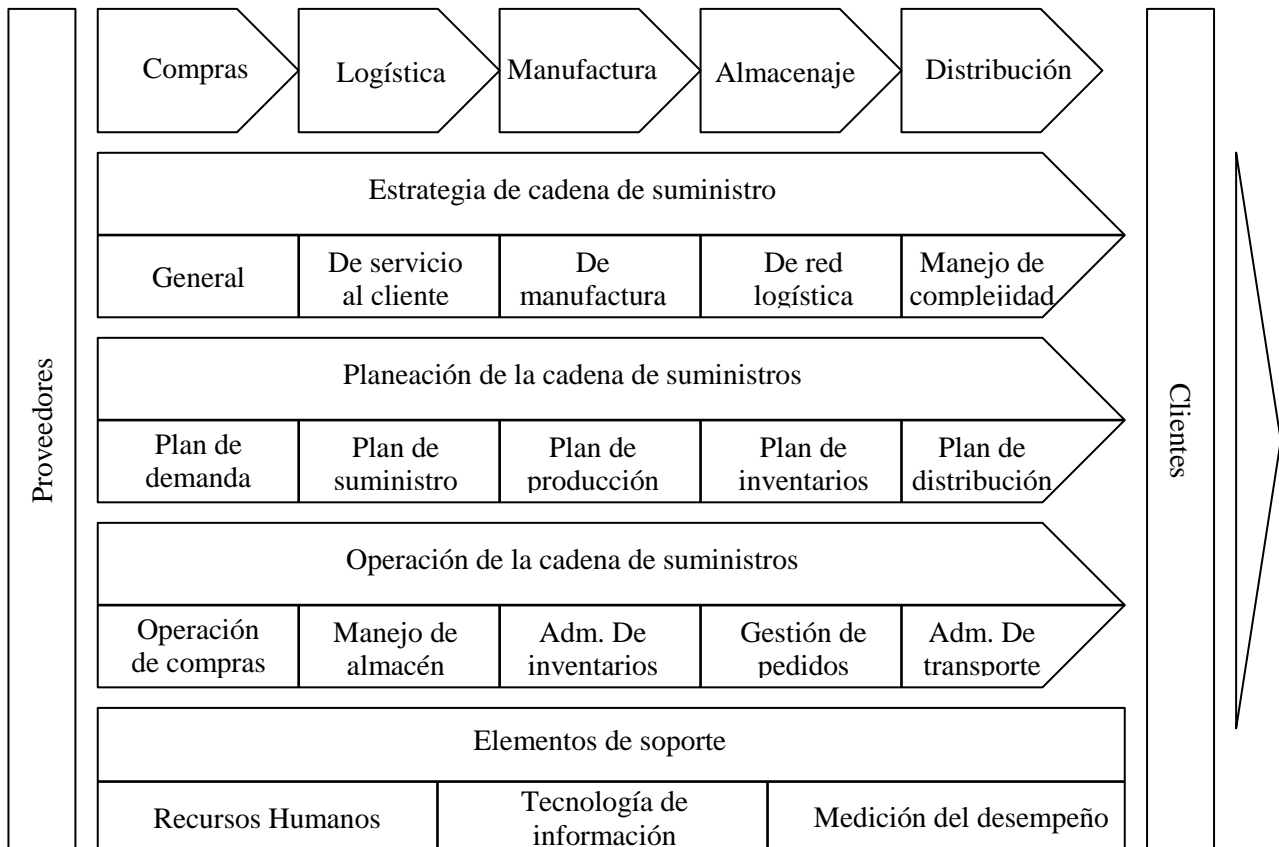 Proveedores
Compras
Logística
Manufactura
Almacenaje
Distribución
Estrategia de cadena de suministro
General
De servicio
al cliente
De
manufactura
De red
logística
Manejo de
complejidad
Planeación de la cadena de suministros
Plan de
demanda
Plan de
suministro
Plan de
producción
Plan de
inventarios
Plan de
distribución
Operación de la cadena de suministros
Operación
de compras
Manejo de
almacén
Adm. De
inventarios
Gestión de
pedidos
Adm. De
transporte
Elementos de soporte
Recursos Humanos
Tecnología de
información
Medición del desempeño
Clientes